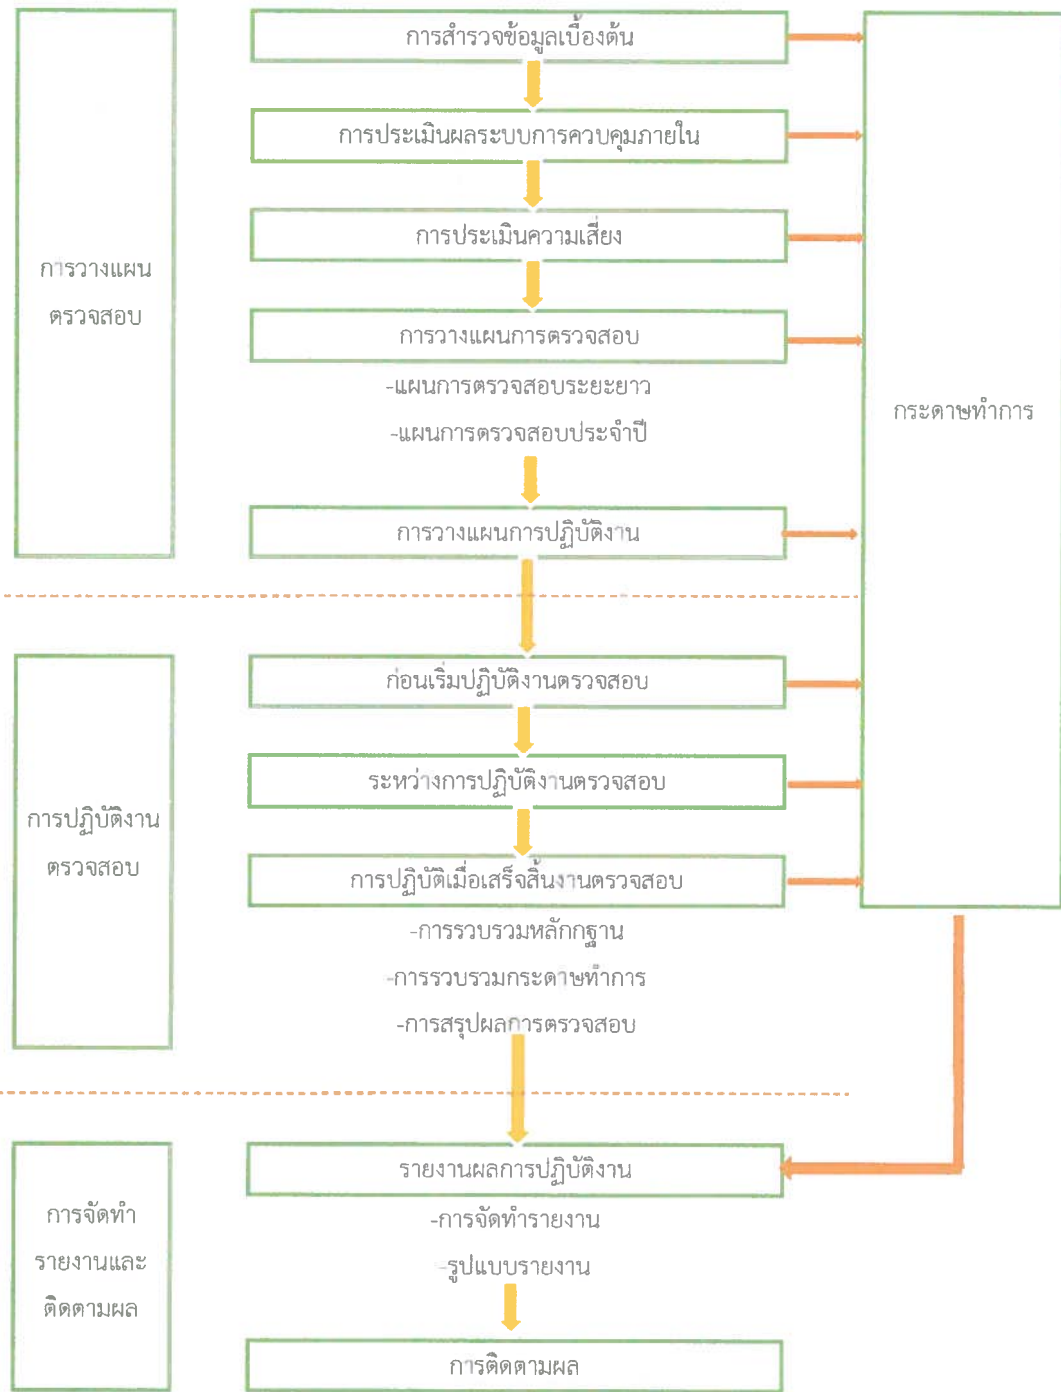 การสำรวจข้อมูลเบื้องต้น
การประเมินผลระบบการควบคุมภายใน
การประเมินความเสี่ยง
การวางแผน
ตรวจสอบ
การวางแผนการตรวจสอบ
-แผนการตรวจสอบระยะยาว
-แผนการตรวจสอบประจำปี
กระดาษทำการ
การวางแผนการปฏิบัติงาน
ก่อนเริ่มปฏิบัติงานตรวจสอบ
ระหว่างการปฏิบัติงานตรวจสอบ
การปฏิบัติงาน
ตรวจสอบ
การปฏิบัติเมื่อเสร็จสิ้นงานตรวจสอบ
-การรวบรวมหลักกฐาน
-การรวบรวมกระดาษทำการ
-การสรุปผลการตรวจสอบ
รายงานผลการปฏิบัติงาน
การจัดทำ
รายงานและ
ติดตามผล
-การจัดทำรายงาน
-รูปแบบรายงาน
การติดตามผล